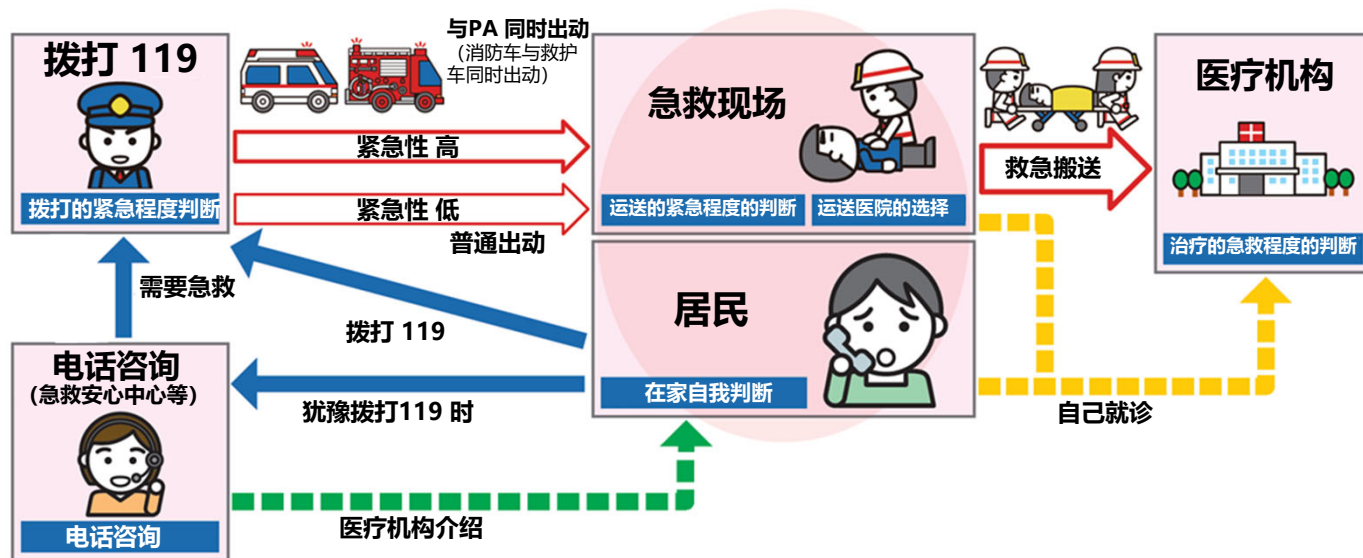 拨打 119
拨打的紧急程度判断
与PA 同时出动
（消防车与救护
车同时出动）
紧急性 高
紧急性 低
普通出动
急救现场
运送的紧急程度的判断
运送医院的选择
救急搬送
医疗机构
治疗的急救程度的判断
需要急救
拨打 119
居民
在家自我判断
电话咨询
(急救安心中心等)
电话咨询
犹豫拨打119 时
自己就诊
医疗机构介绍